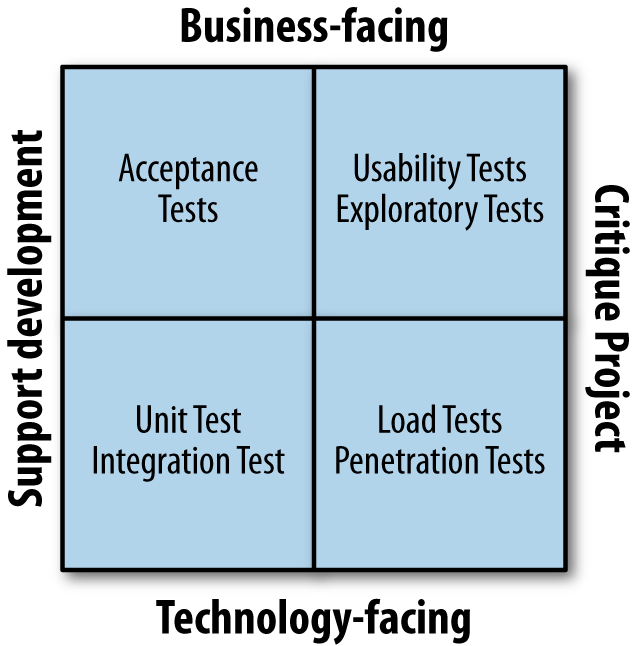 Business-facing
Support development
Acceptance
Tests
Usability Tests
Exploratory Tests
Critique Project
Unit Test
Integration Test
Load Tests
Penetration Tests
Technology-facing